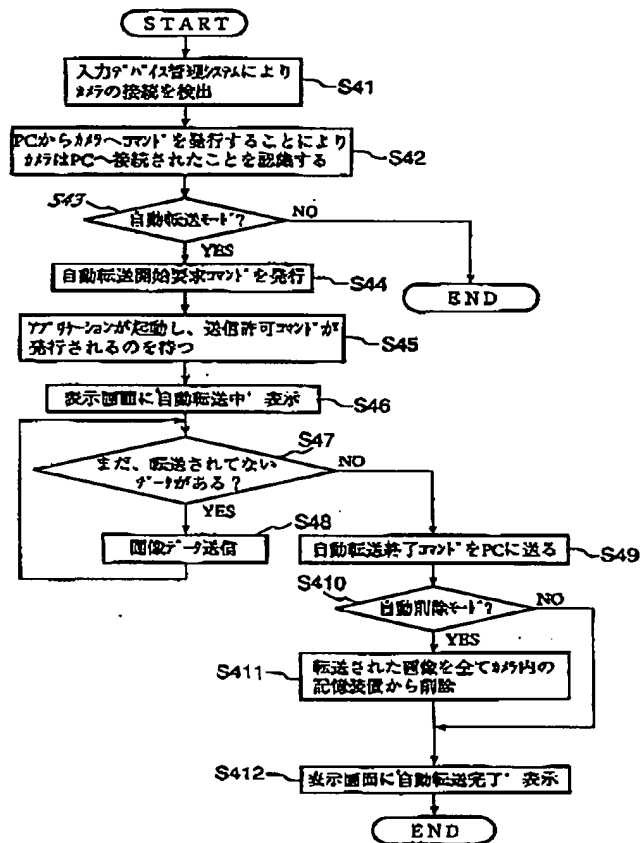 START
入力デバイス管理システムにより
カメラの接続を検出
S41
PCからカメラへコマンドを発行することにより
カメラはPCへ接続されたことを認識する
S42
S43
自動転送モード?
NO
YES
自動転送開始要求コマンドを発行
S44
END
アプリケーションが起動し、送信許可コマンドが
発行されるのを待つ
S45
表示画面に'自動転送中' 表示
S46
S47
まだ、転送されてない
データがある?
NO
YES
S48
画像データ送信
自動転送終了コマンドをPCに送る
S49
S410
自動削除モード?
NO
YES
S411
転送された画像を全てカメラ内の
記憶装置から削除
S412
表示画面に'自動転送完了' 表示
END